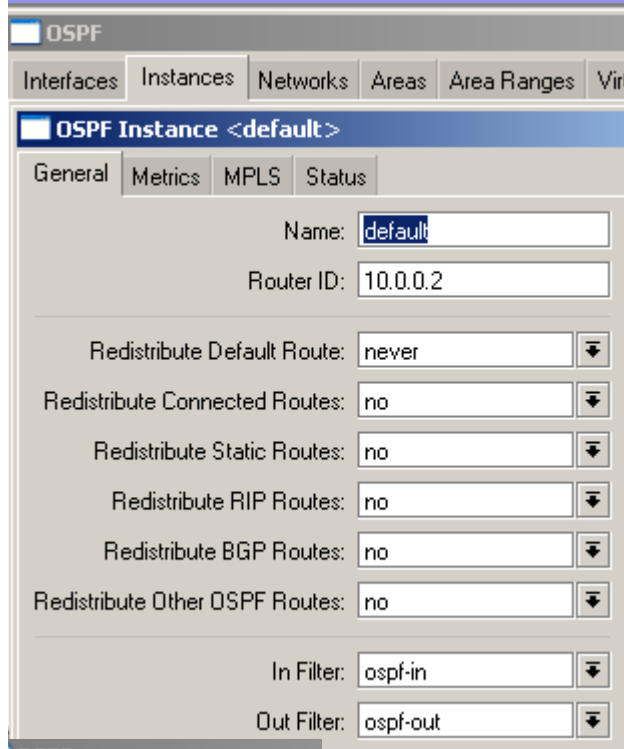 OSPF
Interfaces Instances Networks Areas Area Ranges Vir
OSPF Instance <default>
General Metrics MPLS Status
Name: default
Router ID: 10.0.0.2
Redistribute Default Route: never
Redistribute Connected Routes: no
Redistribute Static Routes: no
Redistribute RIP Routes: no
Redistribute BGP Routes: no
Redistribute Other OSPF Routes: no
In Filter: ospf-in
Out Filter: ospf-out